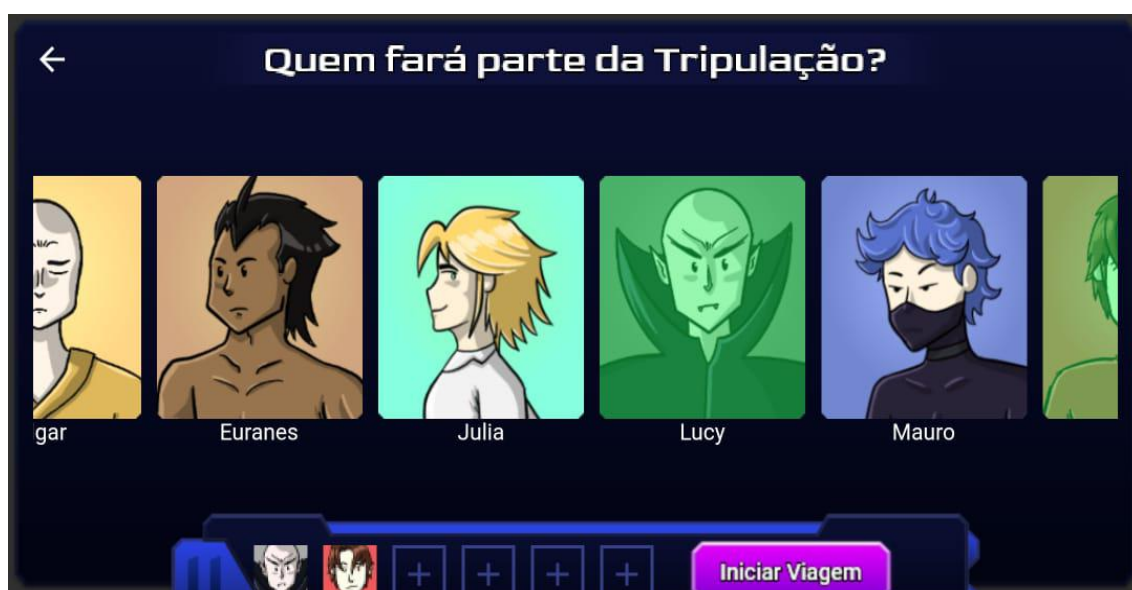 Quem fará parte da Tripulação?
gar
Euranes
Julia
Lucy
Mauro
Iniciar Viagem